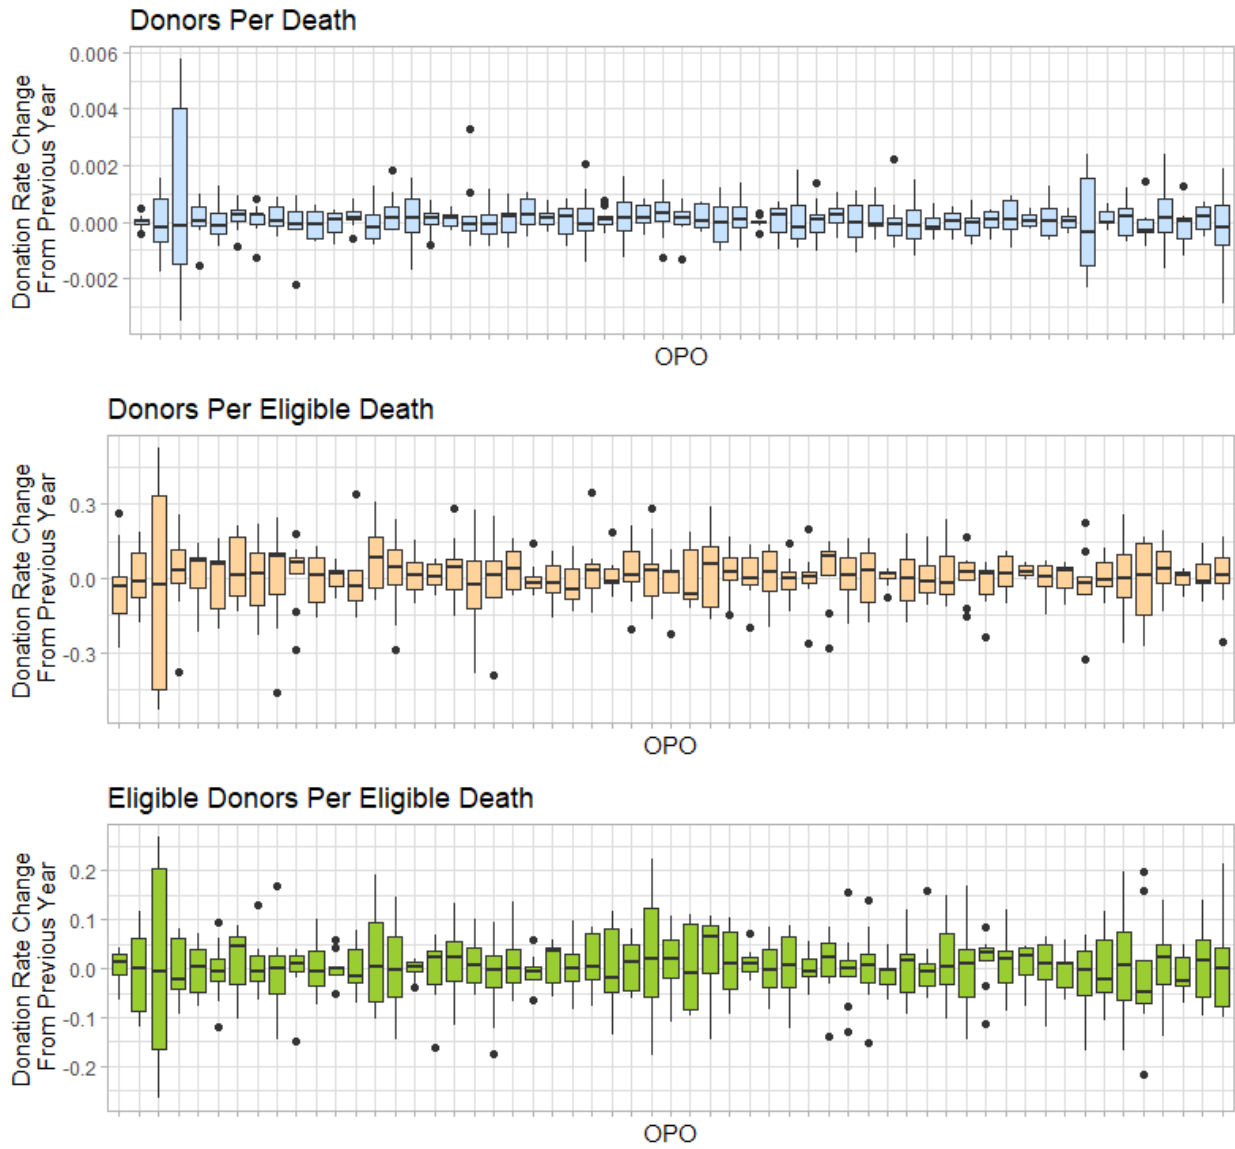 Donors Per Death
Donation Rate Change
From Previous Year
0.006
0.004
0.002
0.000
-0.002
OPO
Donors Per Eligible Death
Donation Rate Change
From Previous Year
0.3
0.0
-0.3
OPO
Eligible Donors Per Eligible Death
Donation Rate Change
From Previous Year
0.2
0.1
0.0
-0.1
-0.2
OPO